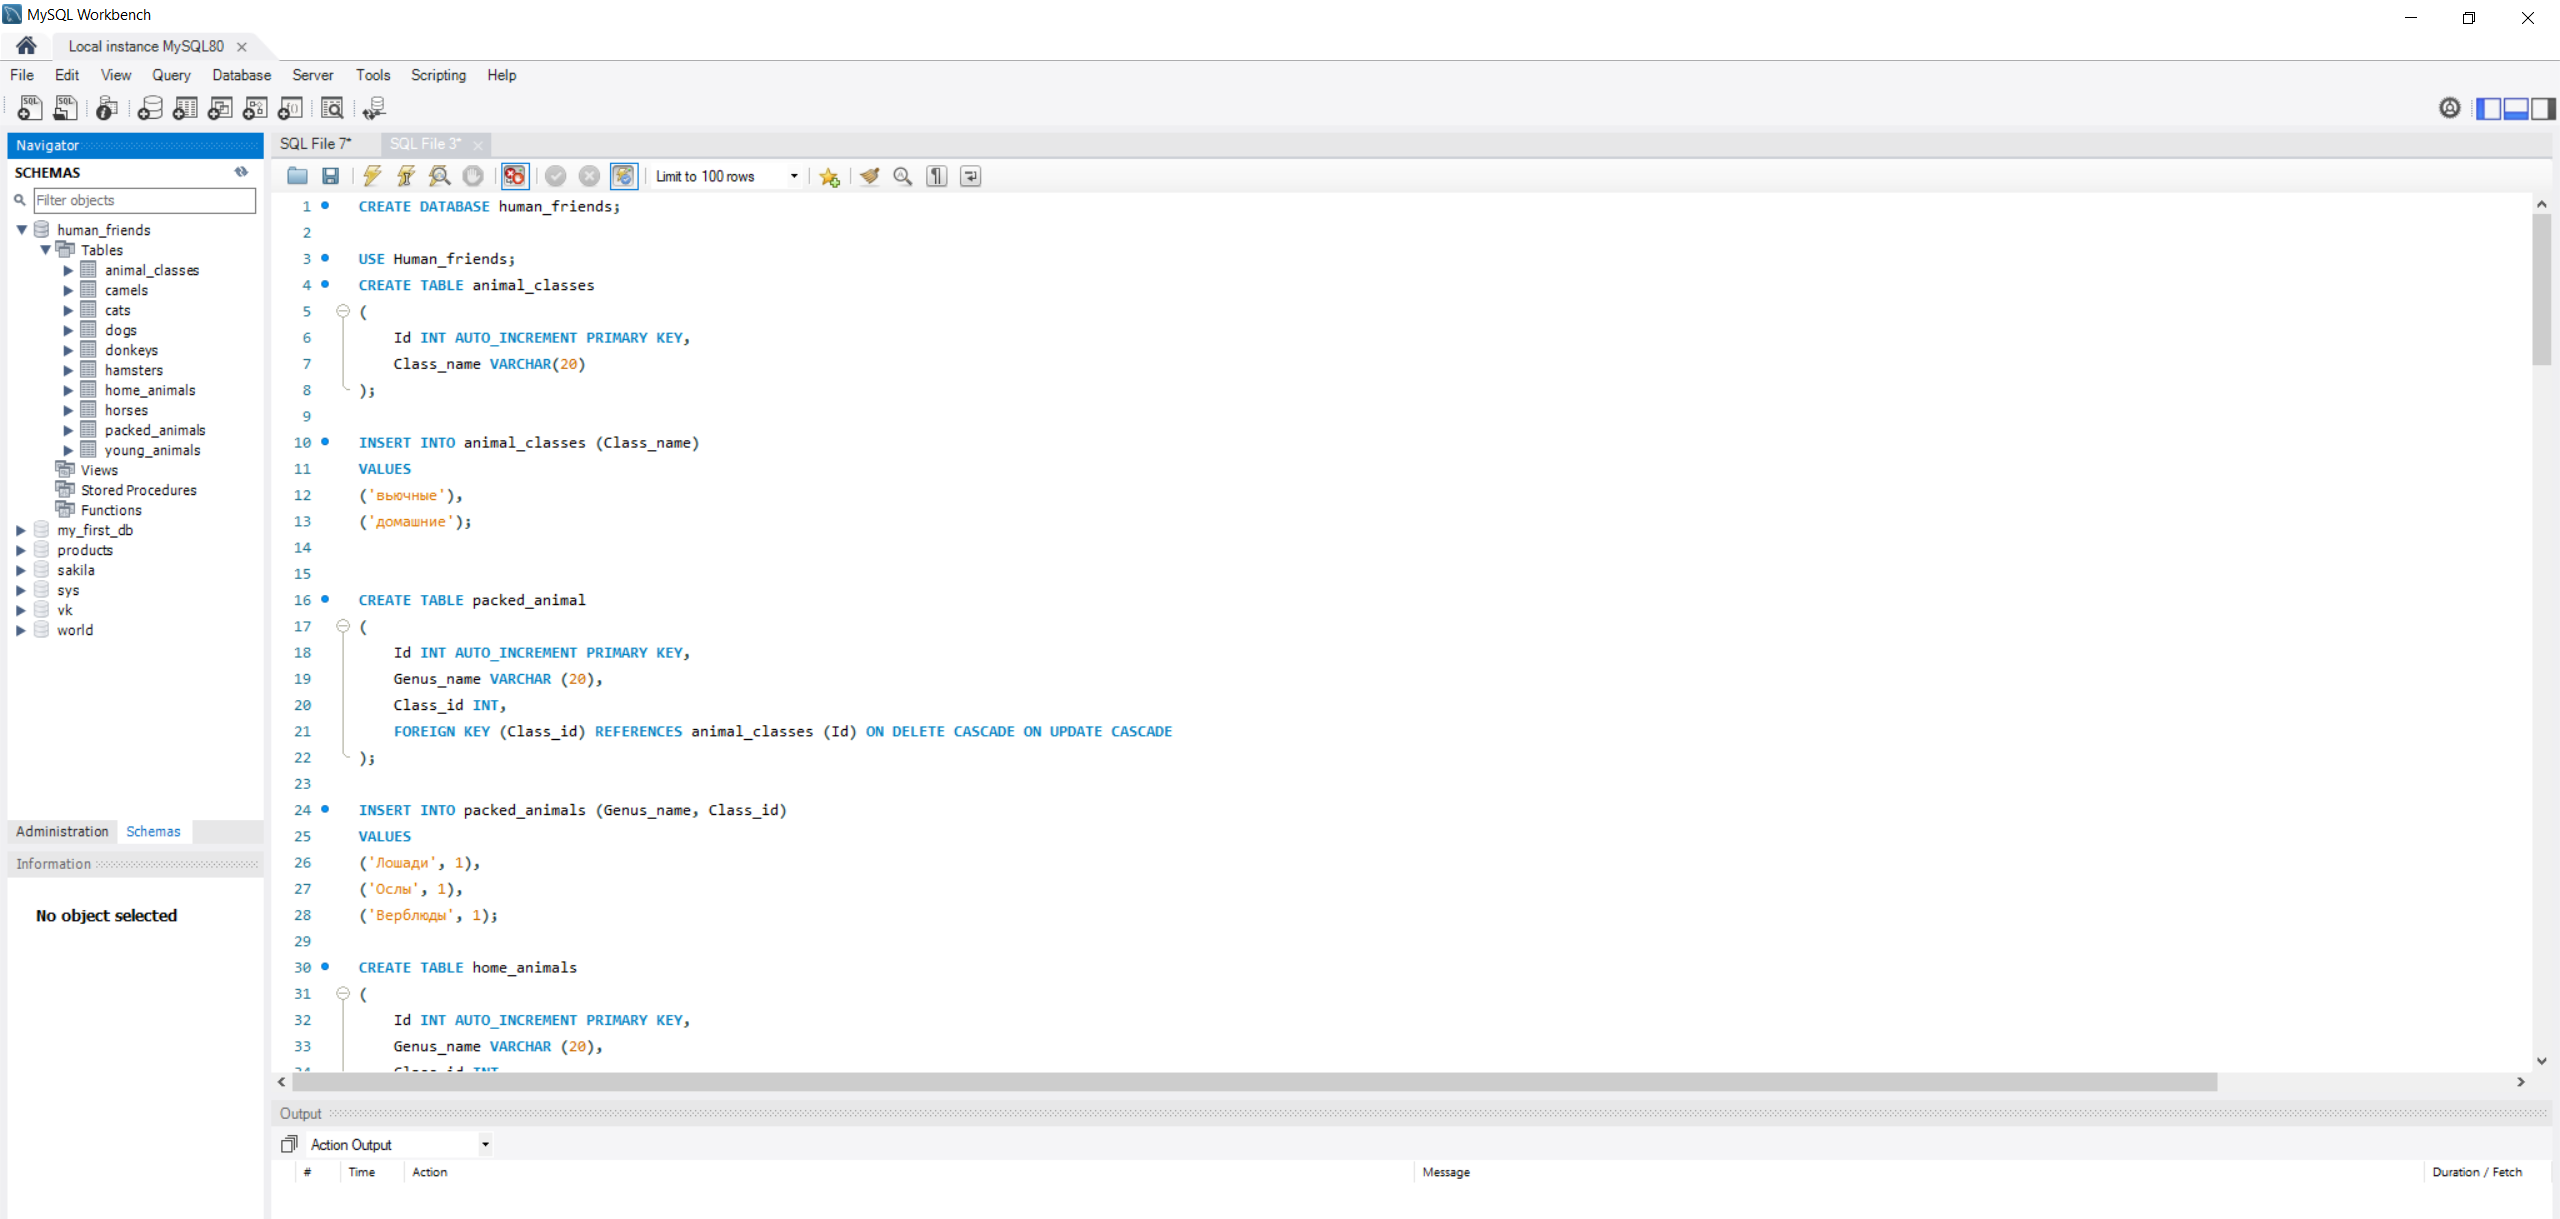 MySQL Workbench
Local instance MySQL80
File Edit View Query Database Server Tools Scripting Help
Navigator
SCHEMAS
Filter objects
human_friends
Tables
animal_classes
camels
cats
dogs
donkeys
hamsters
home_animals
horses
packed_animals
young_animals
Views
Stored Procedures
Functions
my_first_db
products
sakila
sys
vk
world
Administration Schemas
Information
No object selected
SQL File 7* SQL File 3*
Limit to 100 rows
1 CREATE DATABASE human_friends;
2
3 USE Human_friends;
4 CREATE TABLE animal_classes
5 (
6 Id INT AUTO_INCREMENT PRIMARY KEY,
7 Class_name VARCHAR(20)
8 );
9
10 INSERT INTO animal_classes (Class_name)
11 VALUES
12 ('вьючные'),
13 ('домашние');
14
15
16 CREATE TABLE packed_animal
17 (
18 Id INT AUTO_INCREMENT PRIMARY KEY,
19 Genus_name VARCHAR (20),
20 Class_id INT,
21 FOREIGN KEY (Class_id) REFERENCES animal_classes (Id) ON DELETE CASCADE ON UPDATE CASCADE
22 );
23
24 INSERT INTO packed_animals (Genus_name, Class_id)
25 VALUES
26 ('Лошади', 1),
27 ('Ослы', 1),
28 ('Верблюды', 1);
29
30 CREATE TABLE home_animals
31 (
32 Id INT AUTO_INCREMENT PRIMARY KEY,
33 Genus_name VARCHAR (20),
Output
Action Output
# Time Action Message Duration / Fetch